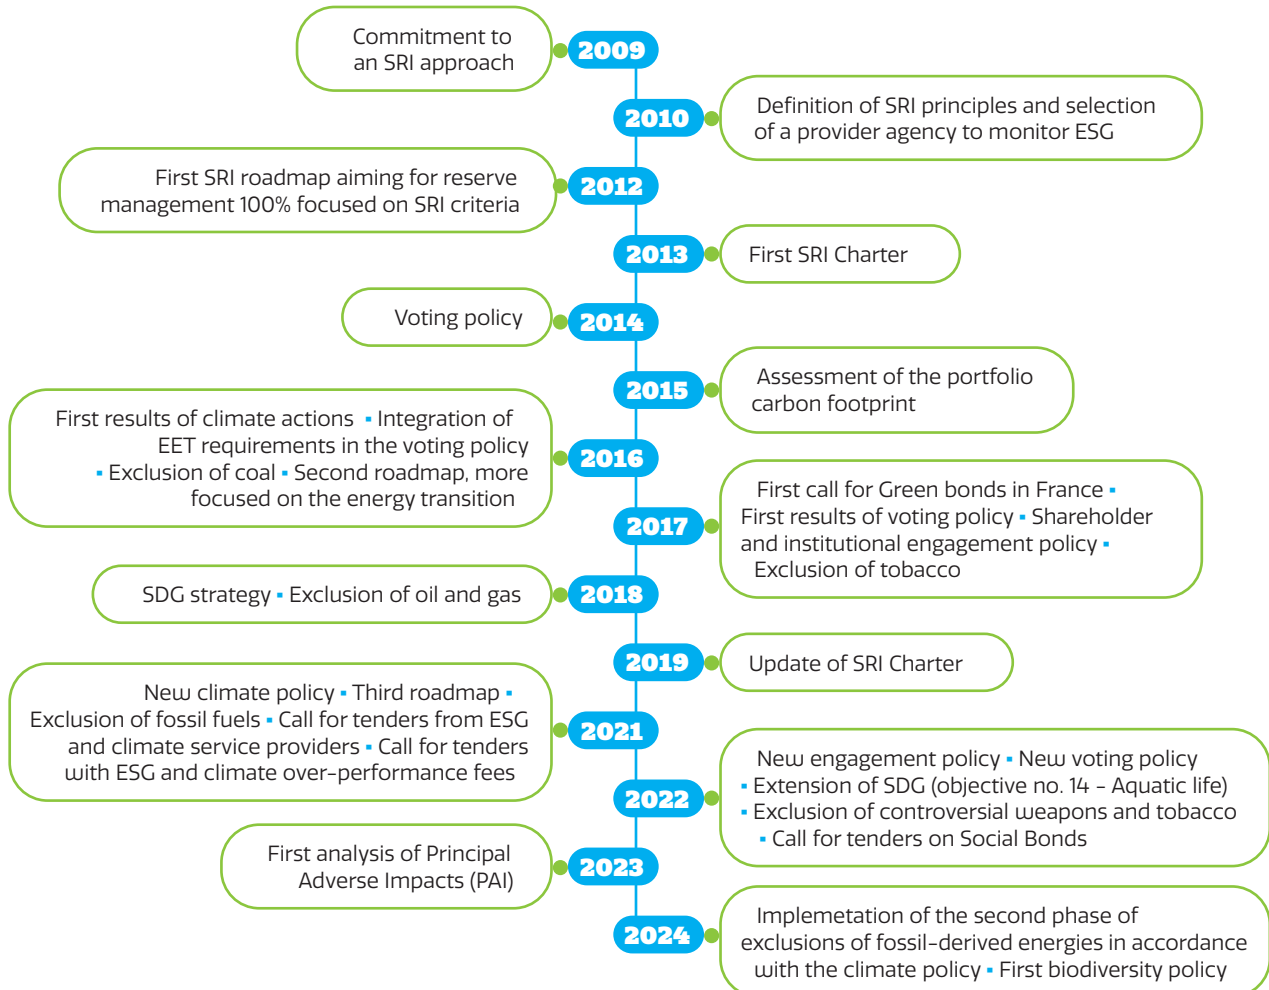 Commitment to
an SRI approach
2009
2010
Definition of SRI principles and selection
of a provider agency to monitor ESG
First SRI roadmap aiming for reserve
management 100% focused on SRI criteria
2012
2013
First SRI Charter
Voting policy
2014
2015
Assessment of the portfolio
carbon footprint
First results of climate actions ▪ Integration of
EET requirements in the voting policy
▪ Exclusion of coal ▪ Second roadmap, more
focused on the energy transition
2016
2017
First call for Green bonds in France ▪
First results of voting policy ▪ Shareholder
and institutional engagement policy ▪
Exclusion of tobacco
SDG strategy ▪ Exclusion of oil and gas
2018
2019
Update of SRI Charter
New climate policy ▪ Third roadmap ▪
Exclusion of fossil fuels ▪ Call for tenders from ESG
and climate service providers ▪ Call for tenders
with ESG and climate over-performance fees
2021
2022
New engagement policy ▪ New voting policy
▪ Extension of SDG (objective no. 14 - Aquatic life)
▪ Exclusion of controversial weapons and tobacco
▪ Call for tenders on Social Bonds
First analysis of Principal
Adverse Impacts (PAI)
2023
2024
Implemetation of the second phase of
exclusions of fossil-derived energies in accordance
with the climate policy ▪ First biodiversity policy